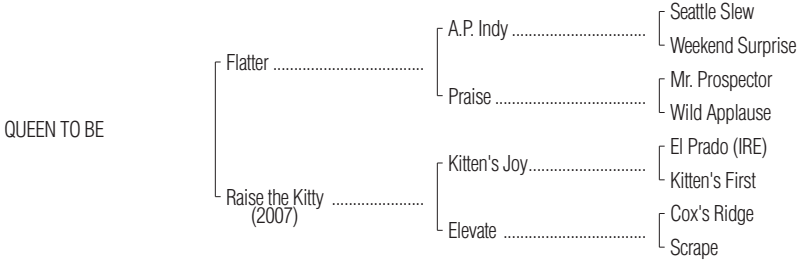 Seattle Slew
A.P. Indy ......................................
Weekend Surprise
Flatter ..........................................
Mr. Prospector
Praise ...........................................
Wild Applause
QUEEN TO BE
El Prado (IRE)
Kitten's Joy.................................
Kitten's First
Raise the Kitty .........................
(2007)
Cox's Ridge
Elevate ........................................
Scrape